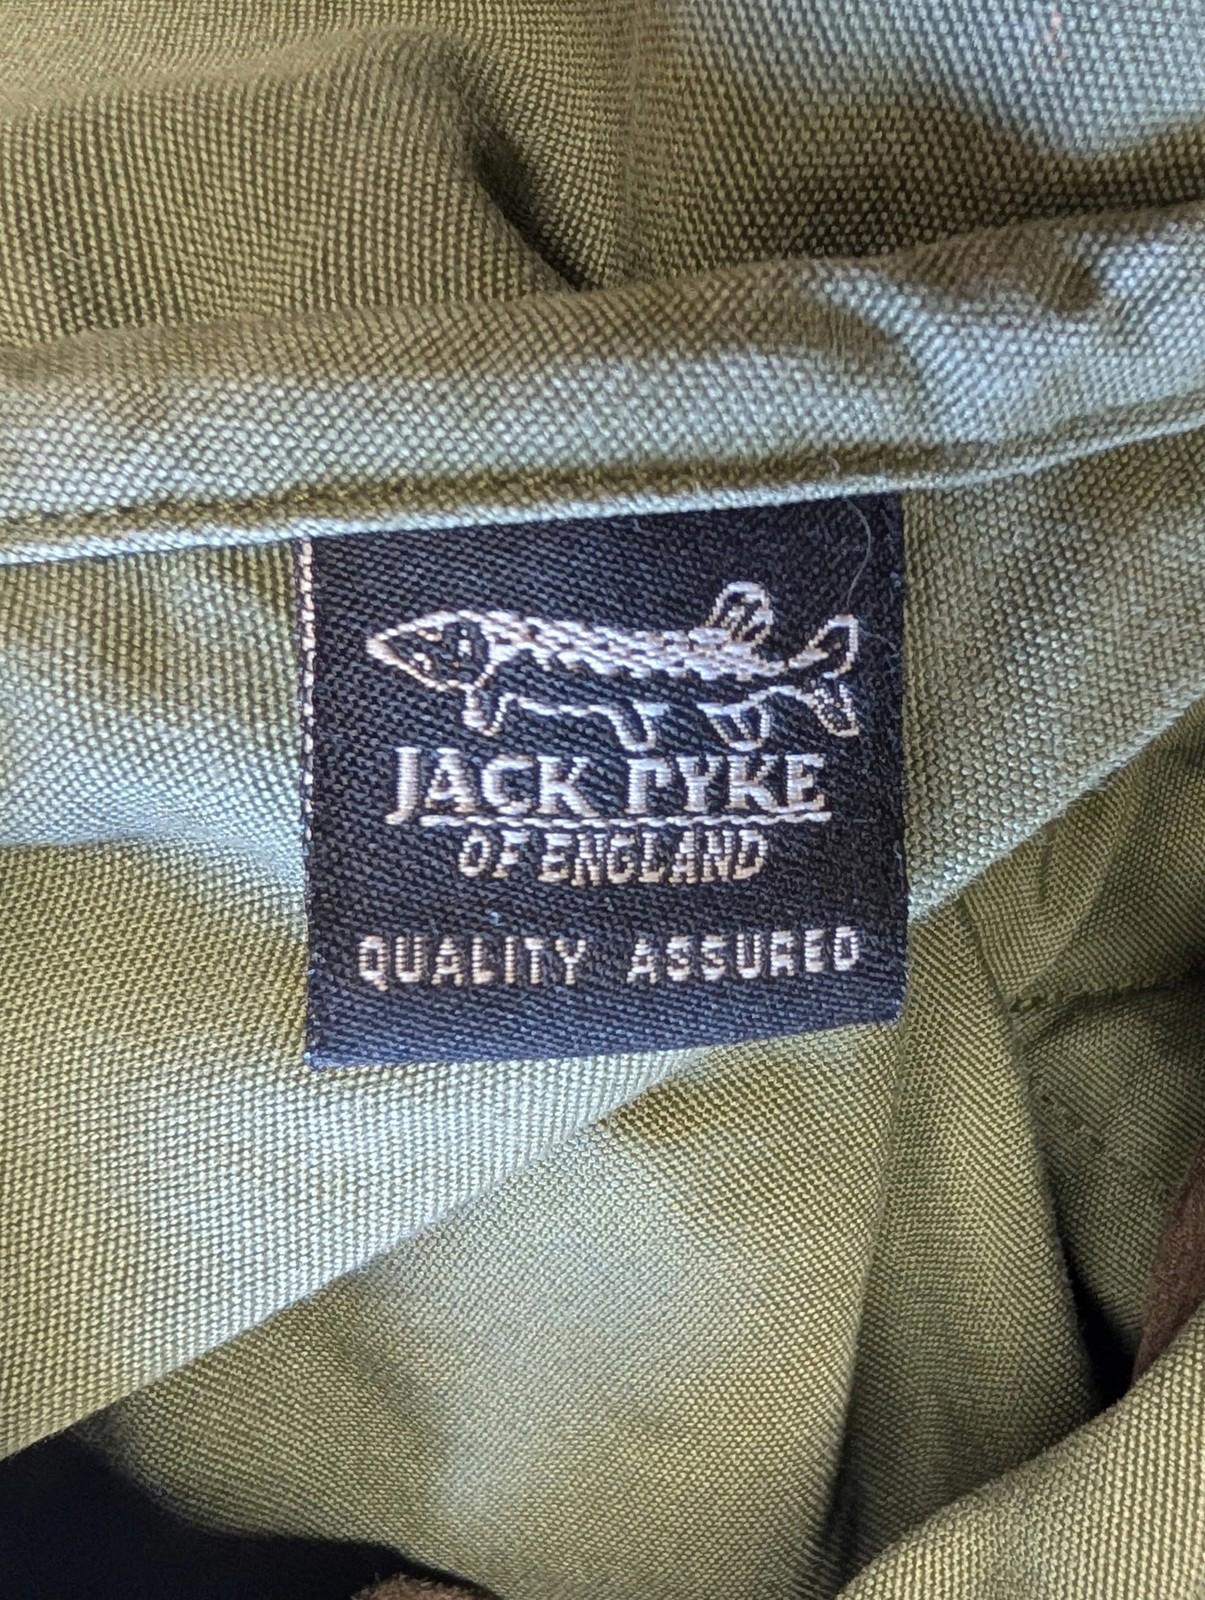 JACK PYKE
OF ENGLAND
QUALITY ASSURED